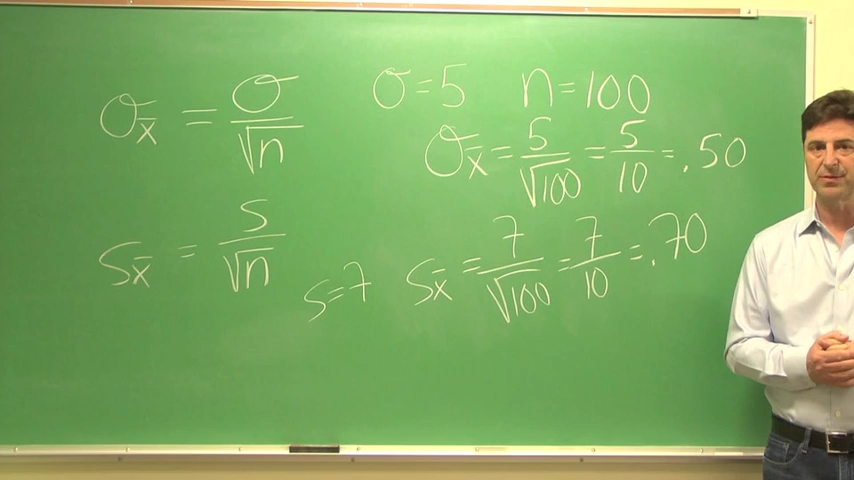 σx̄ = σ/√n
σ=5 n=100
σx̄ = 5/√100 = 5/10 = .50
sx̄ = s/√n
s=7 sx̄ = 7/√100 = 7/10 = .70